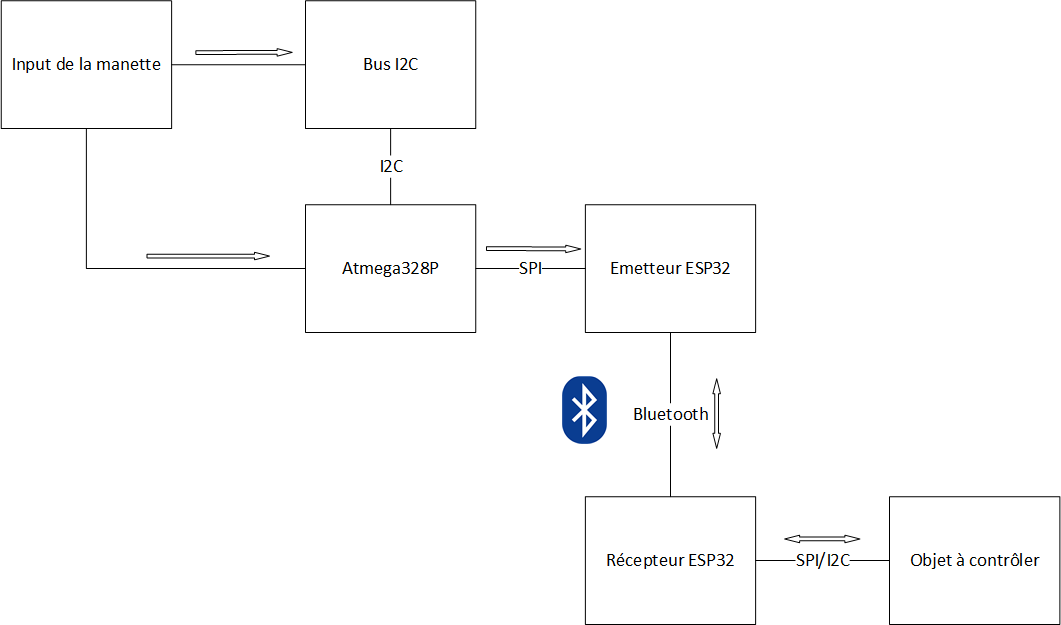 Input de la manette
Bus I2C
I2C
Atmega328P
SPI
Emetteur ESP32
Bluetooth
Récepteur ESP32
SPI/I2C
Objet à contrôler